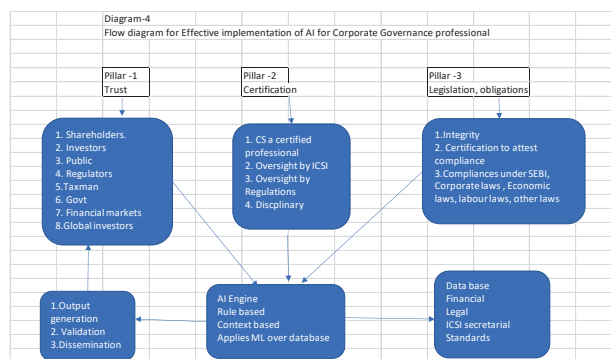 Diagram-4
Flow diagram for Effective implementation of AI for Corporate Governance professional
Pillar -1
Trust
Pillar -2
Certification
Pillar -3
Legislation, obligations
1. Shareholders.
2. Investors
3. Public
4. Regulators
5.Taxman
6. Govt
7. Financial markets
8.Global investors
1. CS a certified
professional
2. Oversight by ICSI
3. Oversight by
Regulations
4. Discplinary
1.Integrity
2. Certification to attest
compliance
3.Compliances under SEBI,
Corporate laws , Economic
laws, labour laws, other laws
1.Output
generation
2. Validation
3.Dissemination
AI Engine
Rule based
Context based
Applies ML over database
Data base
Financial
Legal
ICSI secretarial
Standards